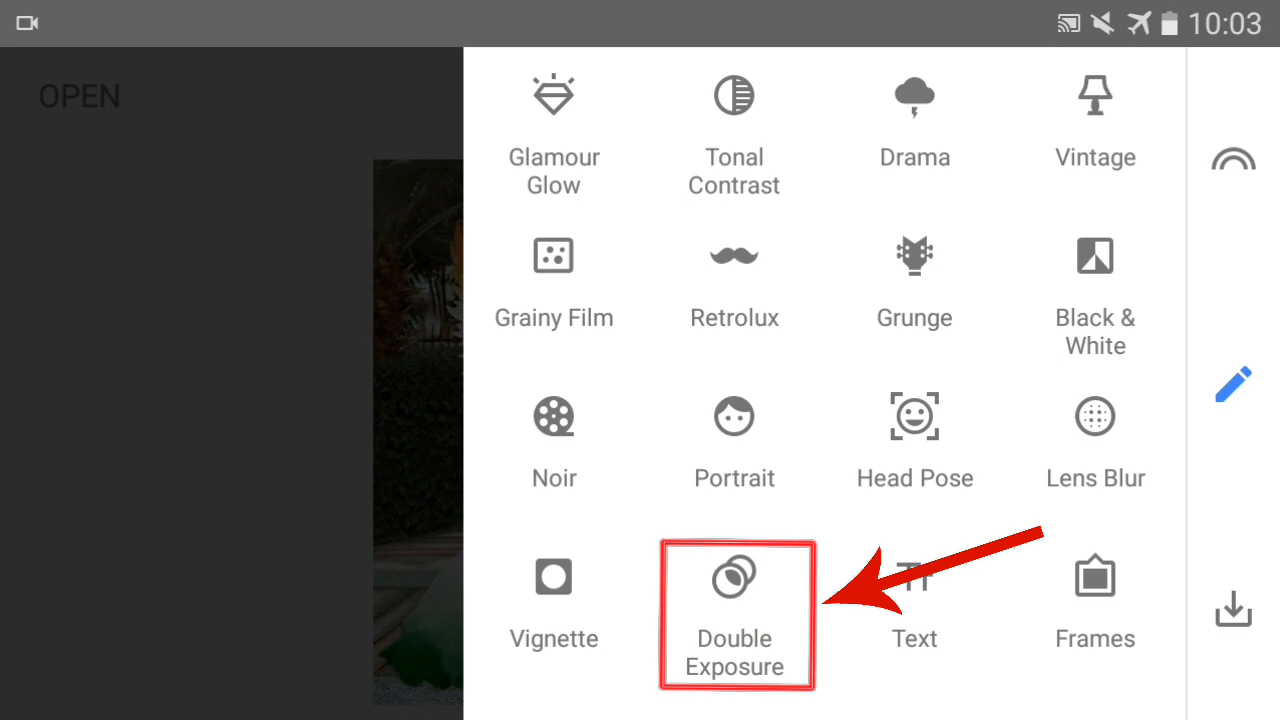 10:03
OPEN
Glamour
Glow
Tonal
Contrast
Drama
Vintage
Grainy Film
Retrolux
Grunge
Black &
White
Noir
Portrait
Head Pose
Lens Blur
Vignette
Double
Exposure
Text
Frames